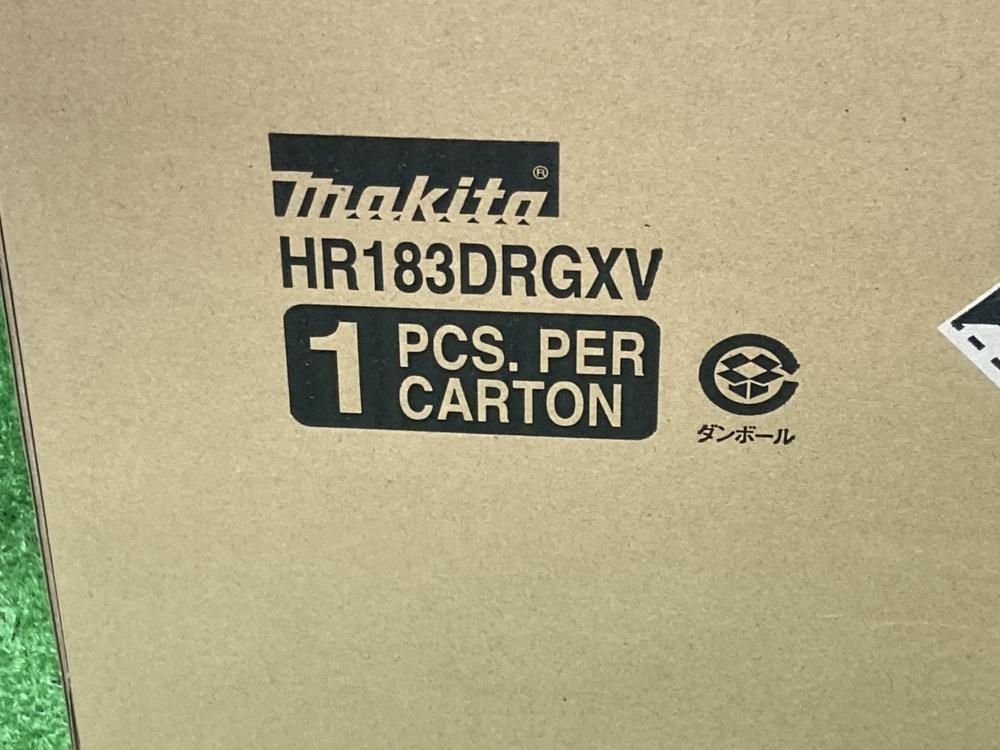 makita®
HR183DRGXV
1 PCS. PER
CARTON
ダンボール